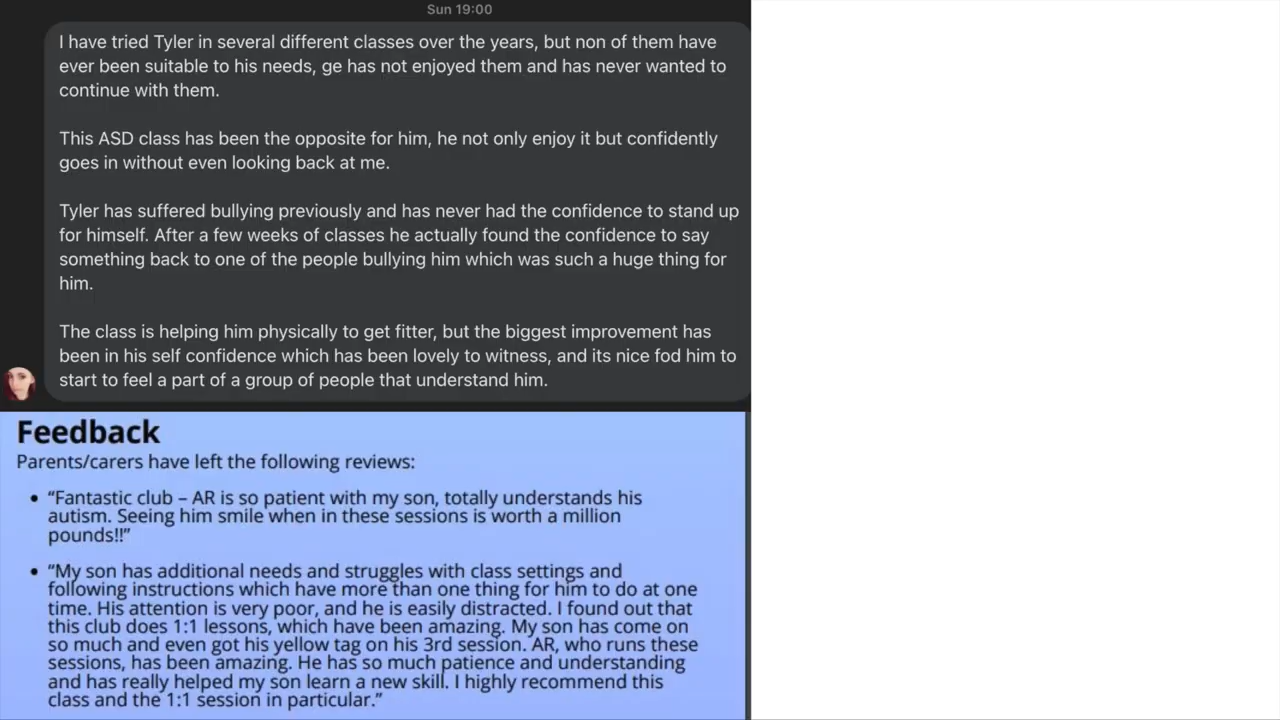 Sun 19:00
I have tried Tyler in several different classes over the years, but non of them have
ever been suitable to his needs, ge has not enjoyed them and has never wanted to
continue with them.
This ASD class has been the opposite for him, he not only enjoy it but confidently
goes in without even looking back at me.
Tyler has suffered bullying previously and has never had the confidence to stand up
for himself. After a few weeks of classes he actually found the confidence to say
something back to one of the people bullying him which was such a huge thing for
him.
The class is helping him physically to get fitter, but the biggest improvement has
been in his self confidence which has been lovely to witness, and its nice fod him to
start to feel a part of a group of people that understand him.
Feedback
Parents/carers have left the following reviews:
• “Fantastic club – AR is so patient with my son, totally understands his
autism. Seeing him smile when in these sessions is worth a million
pounds!!”
• “My son has additional needs and struggles with class settings and
following instructions which have more than one thing for him to do at one
time. His attention is very poor, and he is easily distracted. I found out that
this club does 1:1 lessons, which have been amazing. My son has come on
so much and even got his yellow tag on his 3rd session. AR, who runs these
sessions, has been amazing. He has so much patience and understanding
and has really helped my son learn a new skill. I highly recommend this
class and the 1:1 session in particular.”